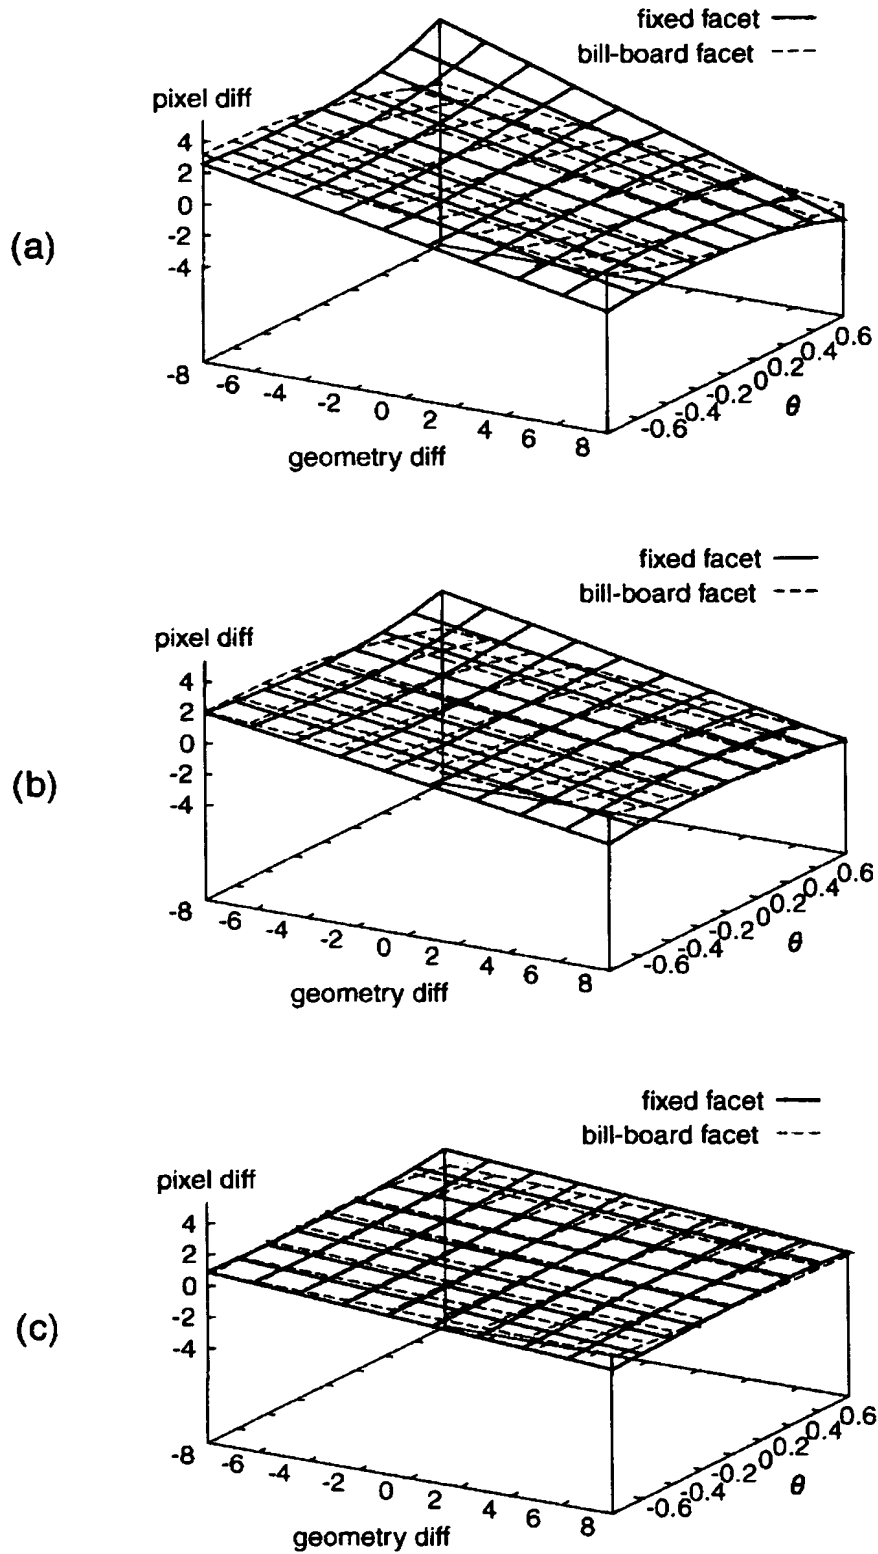 fixed facet
bill-board facet
pixel diff
4
2
0
-2
-4
(a)
-8 -6 -4 -2 0 2 4 6 8
geometry diff
-0.6 -0.4 -0.2 0 0.2 0.4 0.6
θ
fixed facet
bill-board facet
pixel diff
4
2
0
-2
-4
(b)
-8 -6 -4 -2 0 2 4 6 8
geometry diff
-0.6 -0.4 -0.2 0 0.2 0.4 0.6
θ
fixed facet
bill-board facet
pixel diff
4
2
0
-2
-4
(c)
-8 -6 -4 -2 0 2 4 6 8
geometry diff
-0.6 -0.4 -0.2 0 0.2 0.4 0.6
θ